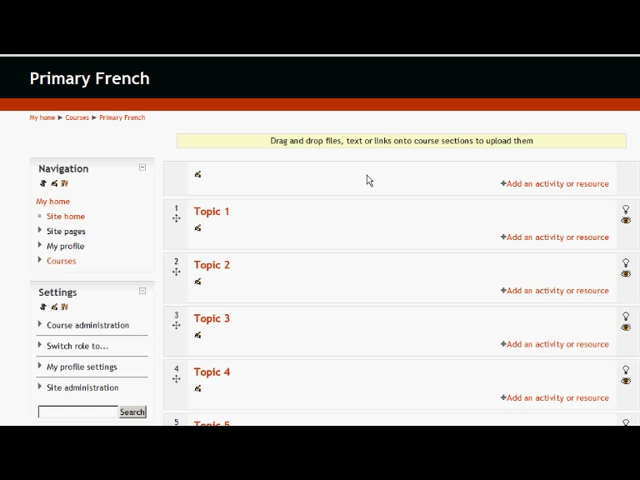 Primary French
My home ► Courses ► Primary French
Drag and drop files, text or links onto course sections to upload them
Navigation
My home
Site home
Site pages
My profile
Courses
Settings
Course administration
Switch role to...
My profile settings
Site administration
Search
+Add an activity or resource
1
Topic 1
+Add an activity or resource
2
Topic 2
+Add an activity or resource
3
Topic 3
+Add an activity or resource
4
Topic 4
+Add an activity or resource
5
Topic 5